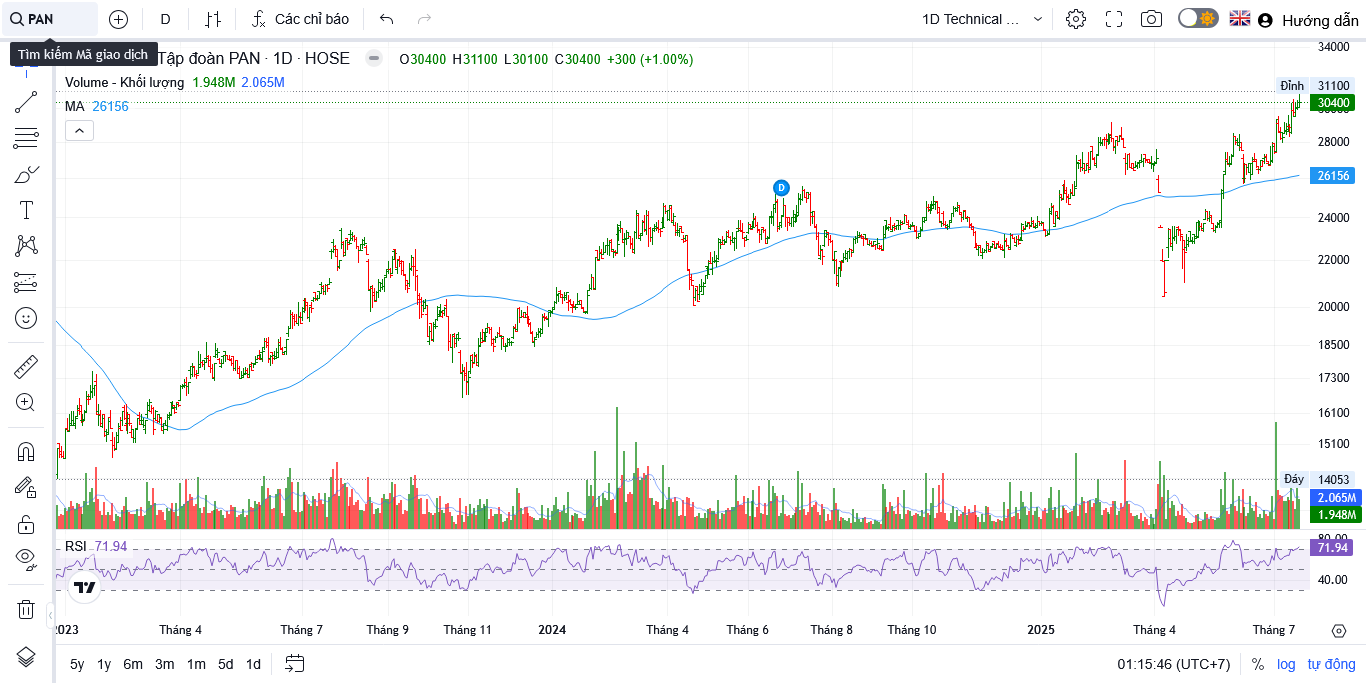 PAN
D
Các chỉ báo
1D Technical ...
Hướng dẫn
Tìm kiếm Mã giao dịch
Tập đoàn PAN · 1D · HOSE
O30400 H31100 L30100 C30400 +300 (+1.00%)
Volume - Khối lượng 1.948M 2.065M
MA 26156
D
34000
Đỉnh 31100
30400
28000
26156
24000
22000
20000
18500
17300
16100
15100
Đáy 14053
2.065M
1.948M
RSI 71.94
80.00
71.94
40.00
2023 Tháng 4 Tháng 7 Tháng 9 Tháng 11 2024 Tháng 4 Tháng 6 Tháng 8 Tháng 10 2025 Tháng 4 Tháng 7
5y 1y 6m 3m 1m 5d 1d
01:15:46 (UTC+7) % log tự động